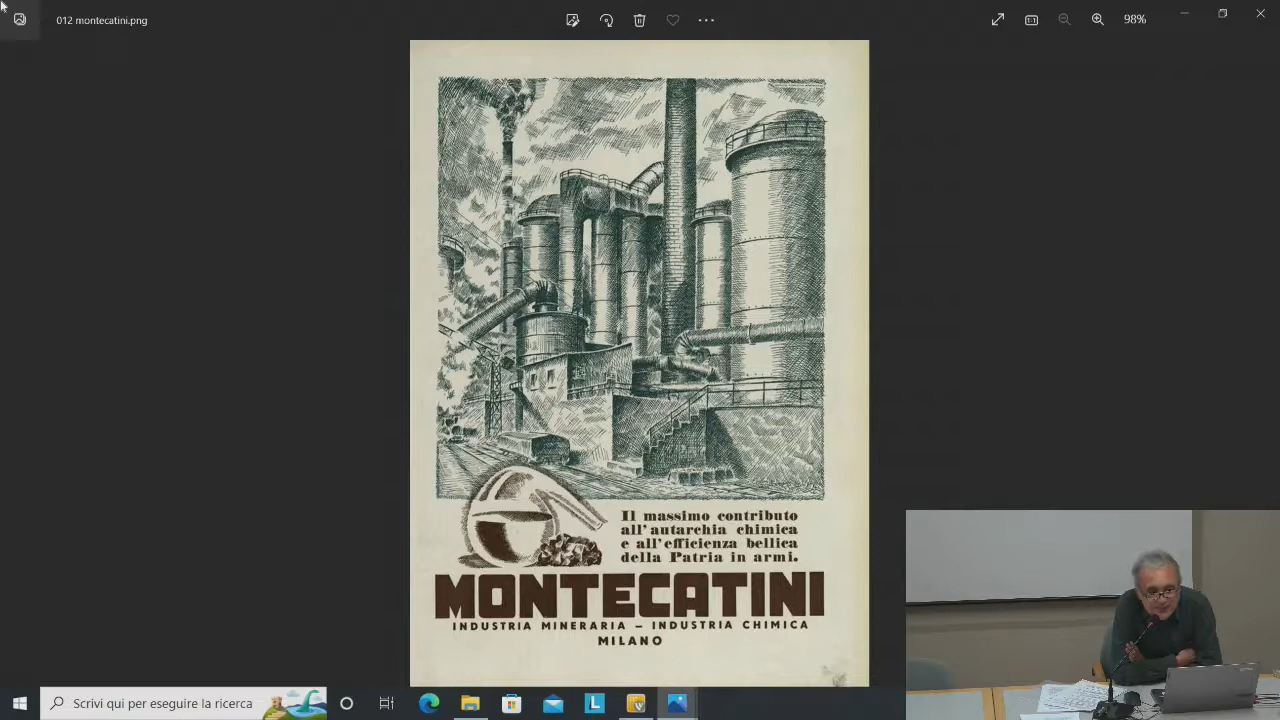 012 montecatini.png
98%
Il massimo contributo
all'autarchia chimica
e all'efficienza bellica
della Patria in armi.
MONTECATINI
INDUSTRIA MINERARIA – INDUSTRIA CHIMICA
MILANO
Scrivi qui per eseguire la ricerca